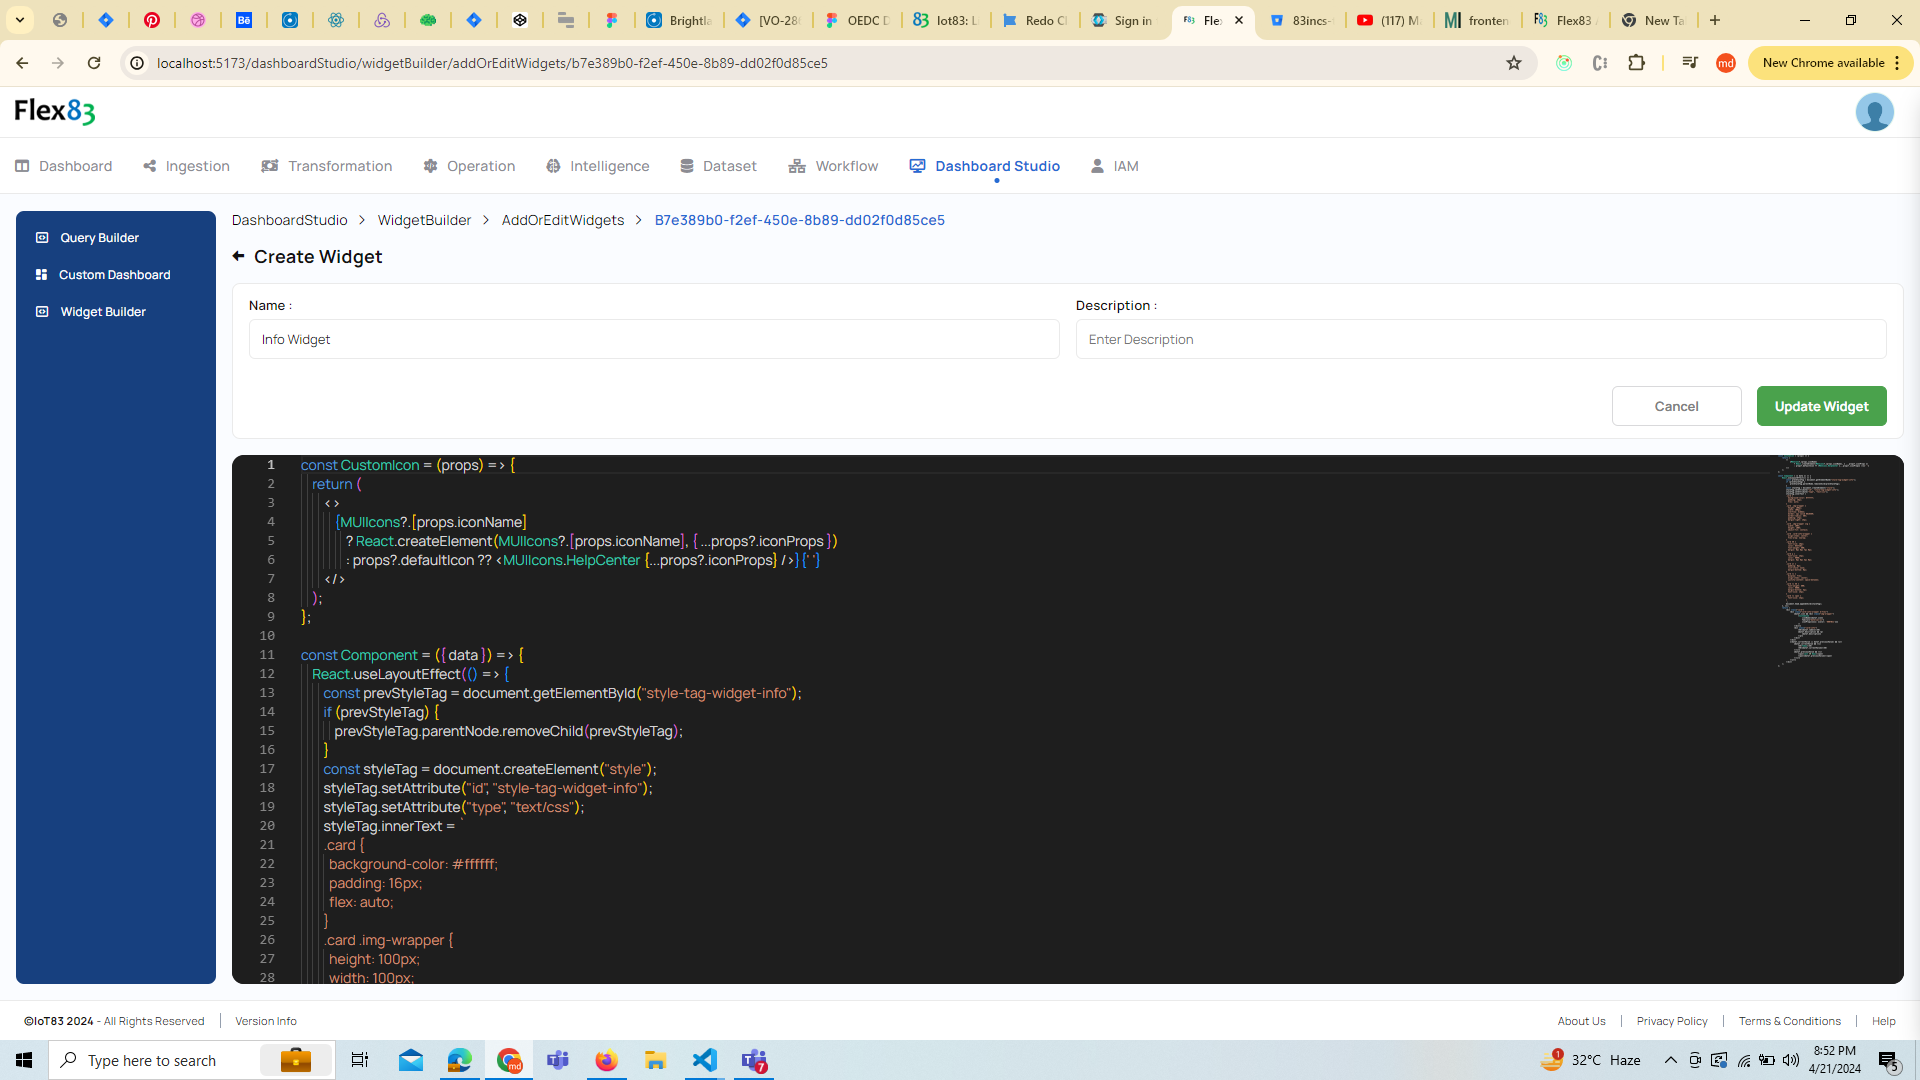 [VO-28
OEDC D
Iot83: L
Redo C
Sign in
Flex
83incs-
(117) M
fronten
Flex83
New Ta
Brightla
localhost:5173/dashboardStudio/widgetBuilder/addOrEditWidgets/b7e389b0-f2ef-450e-8b89-dd02f0d85ce5
md
New Chrome available
Flex83
Dashboard
Ingestion
Transformation
Operation
Intelligence
Dataset
Workflow
Dashboard Studio
IAM
Query Builder
Custom Dashboard
Widget Builder
DashboardStudio > WidgetBuilder > AddOrEditWidgets > B7e389b0-f2ef-450e-8b89-dd02f0d85ce5
Create Widget
Name :
Description :
Info Widget
Enter Description
Cancel
Update Widget
1 const CustomIcon = (props) => {
2 return (
3 <>
4 {MUIIcons?.[props.iconName]
5 ? React.createElement(MUIIcons?.[props.iconName], { ...props?.iconProps })
6 : props?.defaultIcon ?? <MUIIcons.HelpCenter {...props?.iconProps} />}{" "}
7 </>
8 );
9 };
10
11 const Component = ({ data }) => {
12 React.useLayoutEffect(() => {
13 const prevStyleTag = document.getElementById("style-tag-widget-info");
14 if (prevStyleTag) {
15 prevStyleTag.parentNode.removeChild(prevStyleTag);
16 }
17 const styleTag = document.createElement("style");
18 styleTag.setAttribute("id", "style-tag-widget-info");
19 styleTag.setAttribute("type", "text/css");
20 styleTag.innerText = `
21 .card {
22 background-color: #ffffff;
23 padding: 16px;
24 flex: auto;
25 }
26 .card .img-wrapper {
27 height: 100px;
28 width: 100px;
©IoT83 2024 - All Rights Reserved | Version Info
About Us | Privacy Policy | Terms & Conditions | Help
Type here to search
32°C Haze
8:52 PM
4/21/2024